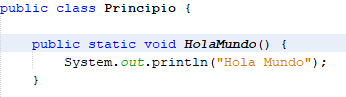 public class Principio {
public static void HolaMundo() {
System.out.println("Hola Mundo");
}